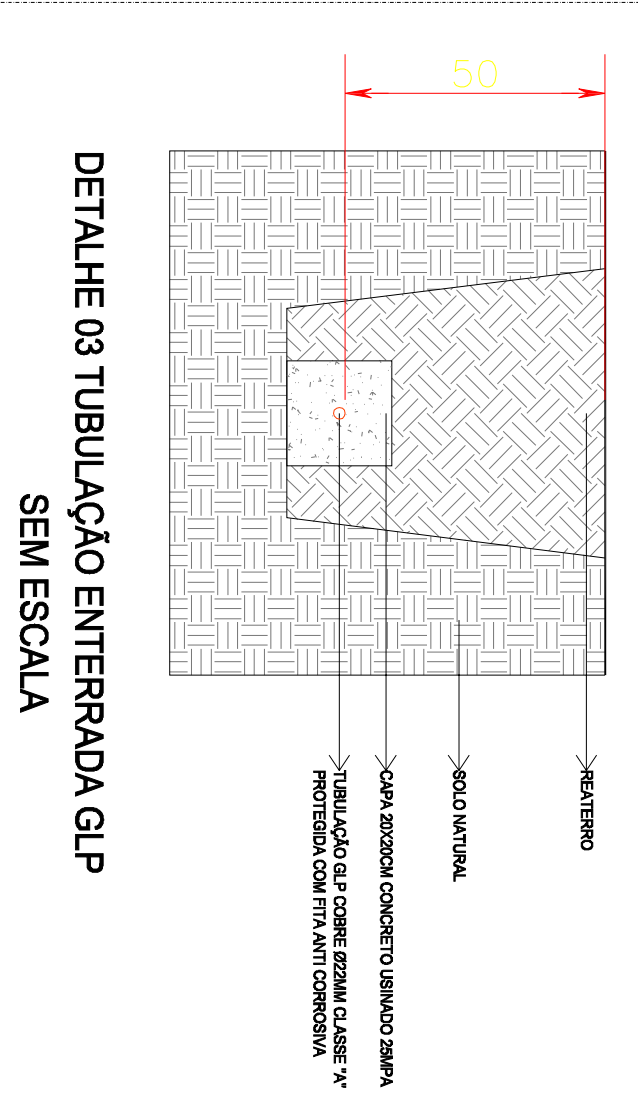 50
REATERRO
SOLO NATURAL
CAPA 20X20CM CONCRETO USINADO 25MPA
TUBULAÇÃO GLP COBRE Ø22MM CLASSE "A"
PROTEGIDA COM FITA ANTI CORROSIVA
DETALHE 03 TUBULAÇÃO ENTERRADA GLP
SEM ESCALA